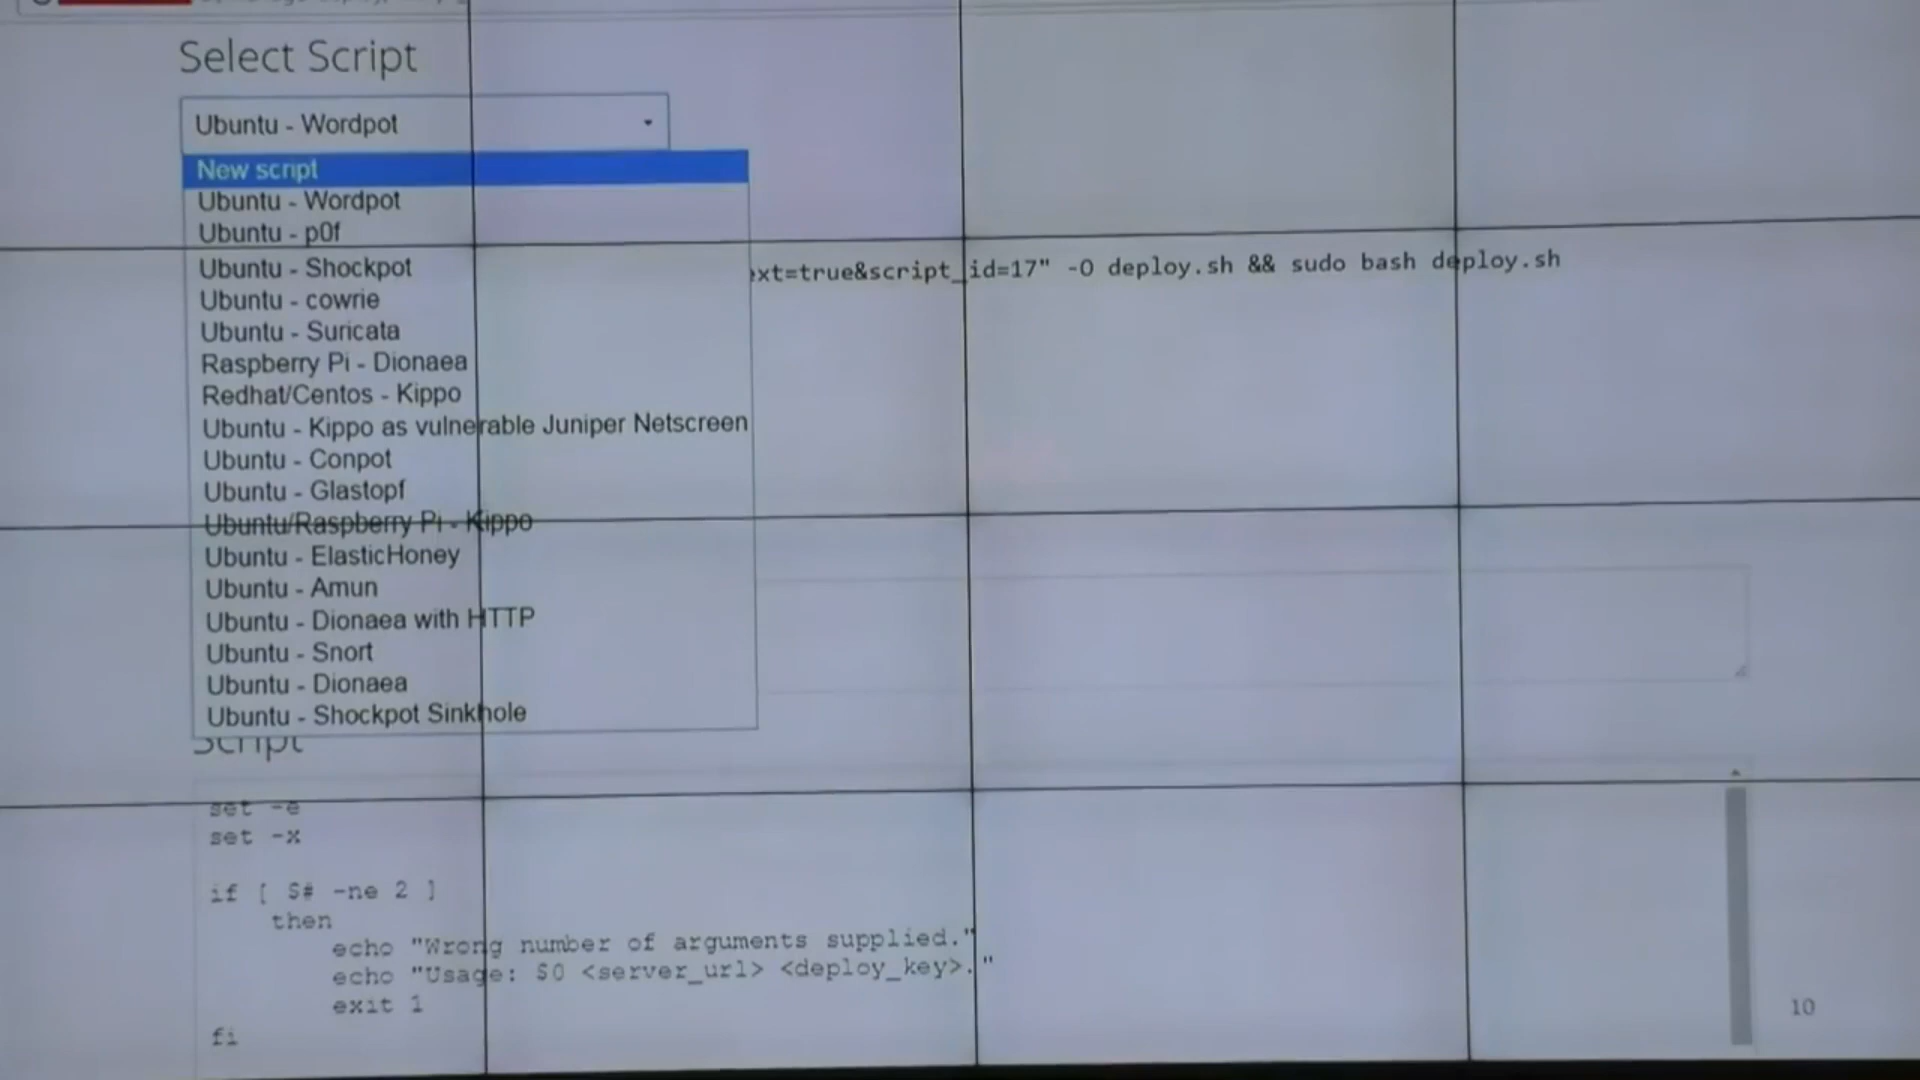 Select Script
Ubuntu - Wordpot
New script
Ubuntu - Wordpot
Ubuntu - p0f
Ubuntu - Shockpot
ext=true&script_id=17" -O deploy.sh && sudo bash deploy.sh
Ubuntu - cowrie
Ubuntu - Suricata
Raspberry Pi - Dionaea
Redhat/Centos - Kippo
Ubuntu - Kippo as vulnerable Juniper Netscreen
Ubuntu - Conpot
Ubuntu - Glastopf
Ubuntu/Raspberry Pi - Kippo
Ubuntu - ElasticHoney
Ubuntu - Amun
Ubuntu - Dionaea with HTTP
Ubuntu - Snort
Ubuntu - Dionaea
Ubuntu - Shockpot Sinkhole
Script
set -e
set -x
if [ $# -ne 2 ]
then
echo "Wrong number of arguments supplied."
echo "Usage: $0 <server_url> <deploy_key>."
exit 1
fi
10